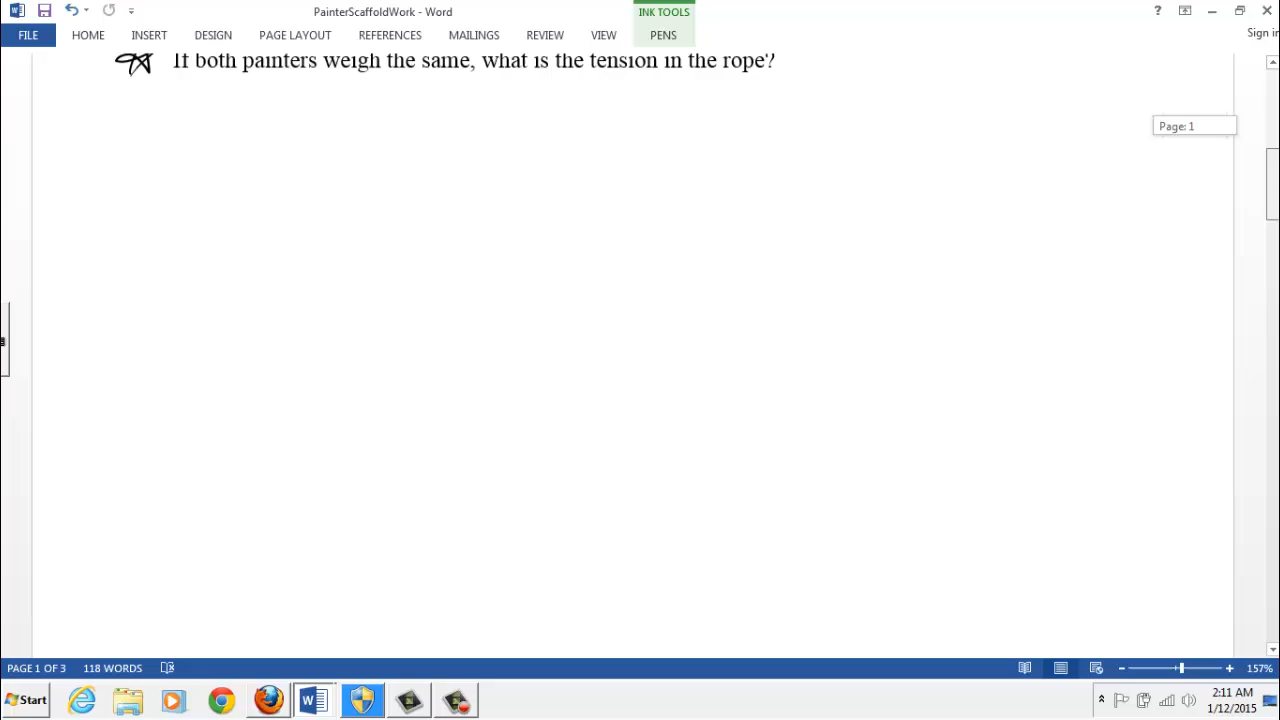 PainterScaffoldWork - Word
INK TOOLS
?
FILE
HOME
INSERT
DESIGN
PAGE LAYOUT
REFERENCES
MAILINGS
REVIEW
VIEW
PENS
Sign in
If both painters weigh the same, what is the tension in the rope?
Page: 1
PAGE 1 OF 3
118 WORDS
157%
Start
2:11 AM
1/12/2015